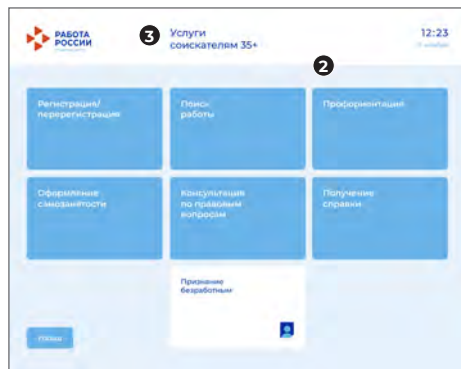 РАБОТА
РОССИИ
3
Услуги
соискателям 35+
12:23
2
Регистрация/
перерегистрация
Поиск
работы
Профориентация
Оформление
самозанятости
Консультация
по правовым
вопросам
Получение
справки
Признание
безработным
Назад